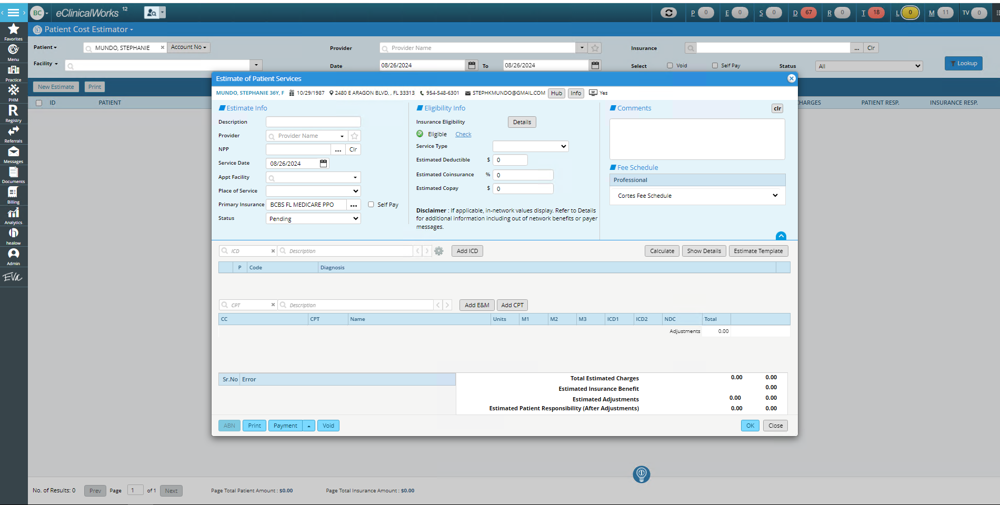 BC eClinicalWorks 12 P 0 E 0 S 0 D 67 R 0 T 18 L 0 M 11 TV 0
Favorites
Menu
Practice
PHM
R
Registry
Referrals
Messages
Documents
Billing
Analytics
healow
Admin
EVA
Patient Cost Estimator
Patient MUNDO, STEPHANIE × Account No Provider Provider Name Insurance ... Clr
Facility Date 08/26/2024 To 08/26/2024 Select Void Self Pay Status All Lookup
New Estimate Print
ID PATIENT CHARGES PATIENT RESP. INSURANCE RESP.
Estimate of Patient Services
MUNDO, STEPHANIE 36Y, F 10/29/1987 2480 E ARAGON BLVD, , FL 33313 954-548-6301 STEPHKMUNDO@GMAIL.COM Hub Info Yes
Estimate Info
Description
Provider Provider Name
NPP ... Clr
Service Date 08/26/2024
Appt Facility
Place of Service
Primary Insurance BCBS FL MEDICARE PPO ... Self Pay
Status Pending
Eligibility Info
Insurance Eligibility Details
Eligible Check
Service Type
Estimated Deductible $ 0
Estimated Coinsurance % 0
Estimated Copay $ 0
Disclaimer : If applicable, in-network values display. Refer to Details
for additional information including out of network benefits or payer
messages.
Comments clr
Fee Schedule
Professional
Cortes Fee Schedule
ICD × Description Add ICD Calculate Show Details Estimate Template
P Code Diagnosis
CPT × Description Add E&M Add CPT
CC CPT Name Units M1 M2 M3 ICD1 ICD2 NDC Total
Adjustments 0.00
Sr.No Error
Total Estimated Charges 0.00 0.00
Estimated Insurance Benefit 0.00
Estimated Adjustments 0.00 0.00
Estimated Patient Responsibility (After Adjustments) 0.00 0.00
ABN Print Payment Void OK Close
No. of Results: 0 Prev Page 1 of 1 Next Page Total Patient Amount : $0.00 Page Total Insurance Amount : $0.00